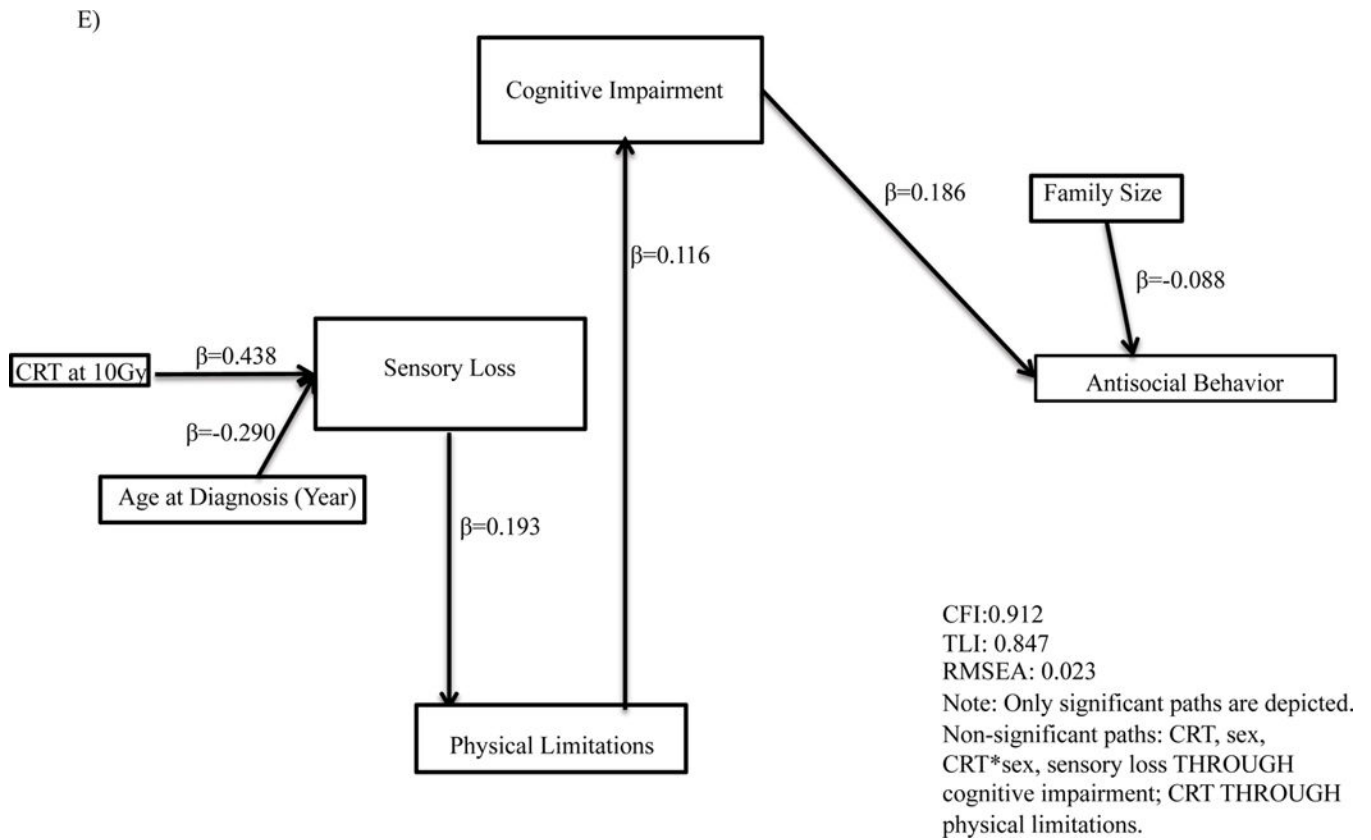 E)
Cognitive Impairment
β=0.186
Family Size
β=0.116
β=-0.088
CRT at 10Gy
β=0.438
Sensory Loss
Antisocial Behavior
β=-0.290
Age at Diagnosis (Year)
β=0.193
Physical Limitations
CFI:0.912
TLI: 0.847
RMSEA: 0.023
Note: Only significant paths are depicted.
Non-significant paths: CRT, sex,
CRT*sex, sensory loss THROUGH
cognitive impairment; CRT THROUGH
physical limitations.